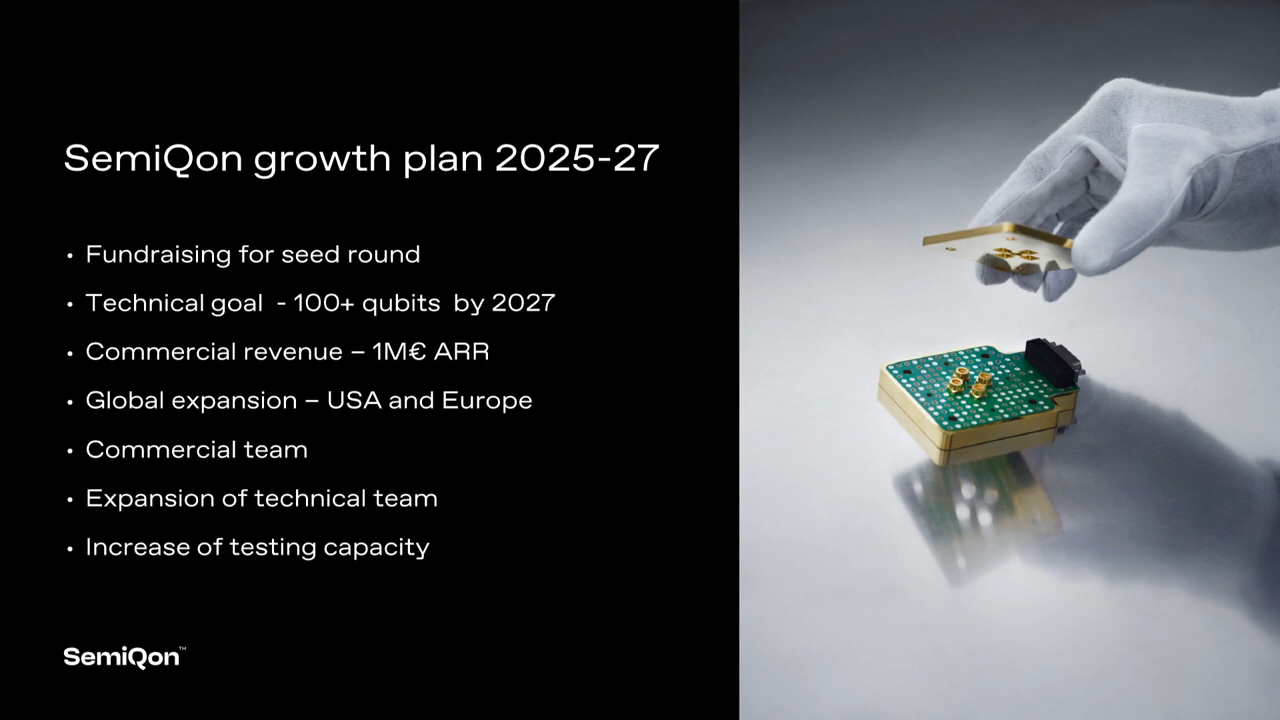 SemiQon growth plan 2025-27
• Fundraising for seed round
• Technical goal  - 100+ qubits  by 2027
• Commercial revenue – 1M€ ARR
• Global expansion – USA and Europe
• Commercial team
• Expansion of technical team
• Increase of testing capacity
SemiQon™